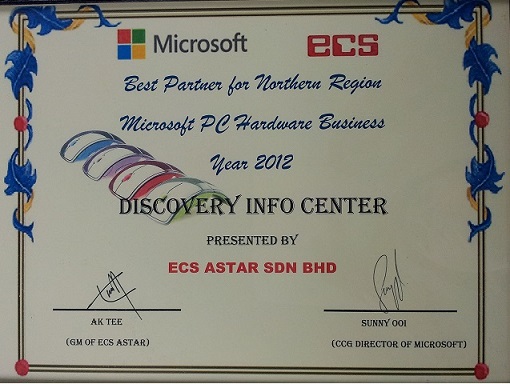 Microsoft ecs
Best Partner for Northern Region
Microsoft PC Hardware Business
Year 2012
DISCOVERY INFO CENTER
PRESENTED BY
ECS ASTAR SDN BHD
AK TEE SUNNY OOI
(GM OF ECS ASTAR) (CCG DIRECTOR OF MICROSOFT)